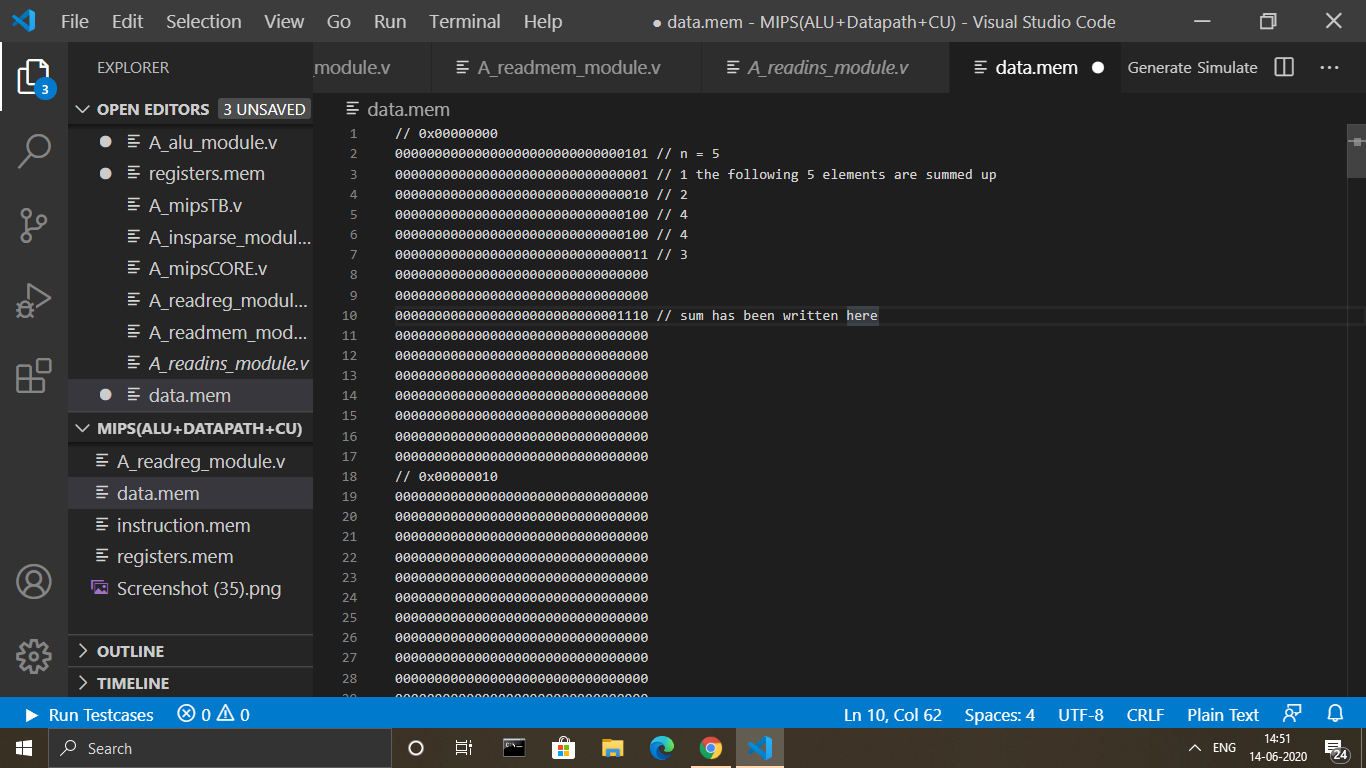 File Edit Selection View Go Run Terminal Help ● data.mem - MIPS(ALU+Datapath+CU) - Visual Studio Code
EXPLORER _module.v A_readmem_module.v A_readins_module.v data.mem Generate Simulate
3
OPEN EDITORS 3 UNSAVED
A_alu_module.v
registers.mem
A_mipsTB.v
A_insparse_modul...
A_mipsCORE.v
A_readreg_modul...
A_readmem_mod...
A_readins_module.v
data.mem
MIPS(ALU+DATAPATH+CU)
A_readreg_module.v
data.mem
instruction.mem
registers.mem
Screenshot (35).png
OUTLINE
TIMELINE
data.mem
1 // 0x00000000
2 00000000000000000000000000000101 // n = 5
3 00000000000000000000000000000001 // 1 the following 5 elements are summed up
4 00000000000000000000000000000010 // 2
5 00000000000000000000000000000100 // 4
6 00000000000000000000000000000100 // 4
7 00000000000000000000000000000011 // 3
8 00000000000000000000000000000000
9 00000000000000000000000000000000
10 00000000000000000000000000001110 // sum has been written here
11 00000000000000000000000000000000
12 00000000000000000000000000000000
13 00000000000000000000000000000000
14 00000000000000000000000000000000
15 00000000000000000000000000000000
16 00000000000000000000000000000000
17 00000000000000000000000000000000
18 // 0x00000010
19 00000000000000000000000000000000
20 00000000000000000000000000000000
21 00000000000000000000000000000000
22 00000000000000000000000000000000
23 00000000000000000000000000000000
24 00000000000000000000000000000000
25 00000000000000000000000000000000
26 00000000000000000000000000000000
27 00000000000000000000000000000000
28 00000000000000000000000000000000
Run Testcases 0 0 Ln 10, Col 62 Spaces: 4 UTF-8 CRLF Plain Text
Search ENG 14:51
14-06-2020 24